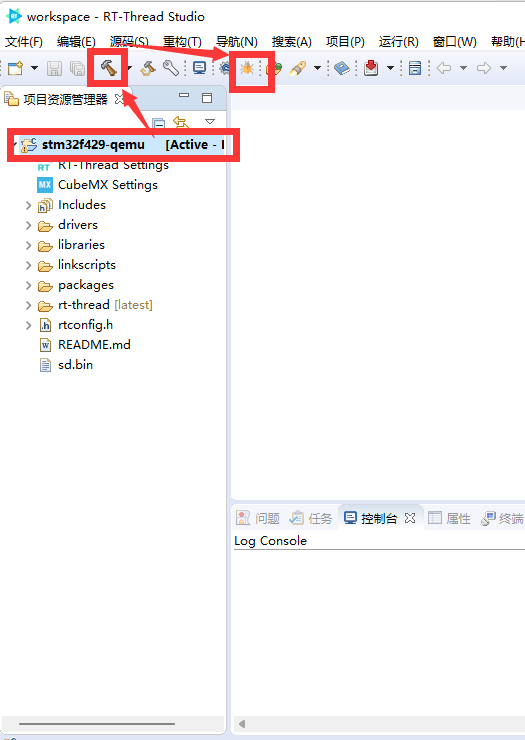 workspace - RT-Thread Studio
文件(F) 编辑(E) 源码(S) 重构(T) 导航(N) 搜索(A) 项目(P) 运行(R) 窗口(W) 帮助(H
项目资源管理器
stm32f429-qemu [Active -
RT-Thread Settings
MX CubeMX Settings
Includes
drivers
libraries
linkscripts
packages
rt-thread [latest]
.h rtconfig.h
README.md
sd.bin
问题 任务 控制台 属性 终端
Log Console